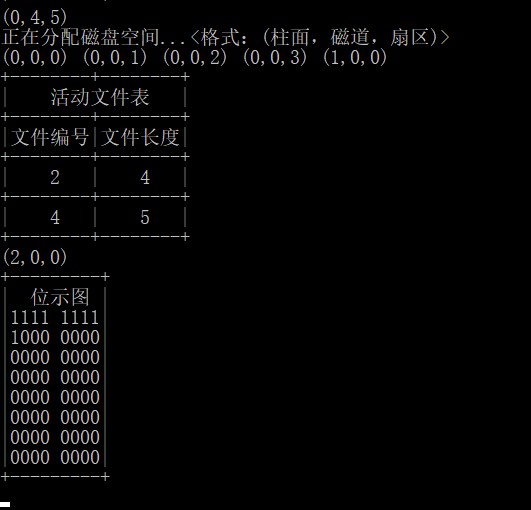 (0,4,5)
正在分配磁盘空间...<格式：(柱面，磁道，扇区)>
(0,0,0) (0,0,1) (0,0,2) (0,0,3) (1,0,0)
+--------+--------+
|    活动文件表   |
+--------+--------+
|文件编号|文件长度|
+--------+--------+
|    2   |    4   |
+--------+--------+
|    4   |    5   |
+--------+--------+
(2,0,0)
+---------+
|  位示图 |
|1111 1111|
|1000 0000|
|0000 0000|
|0000 0000|
|0000 0000|
|0000 0000|
|0000 0000|
|0000 0000|
+---------+